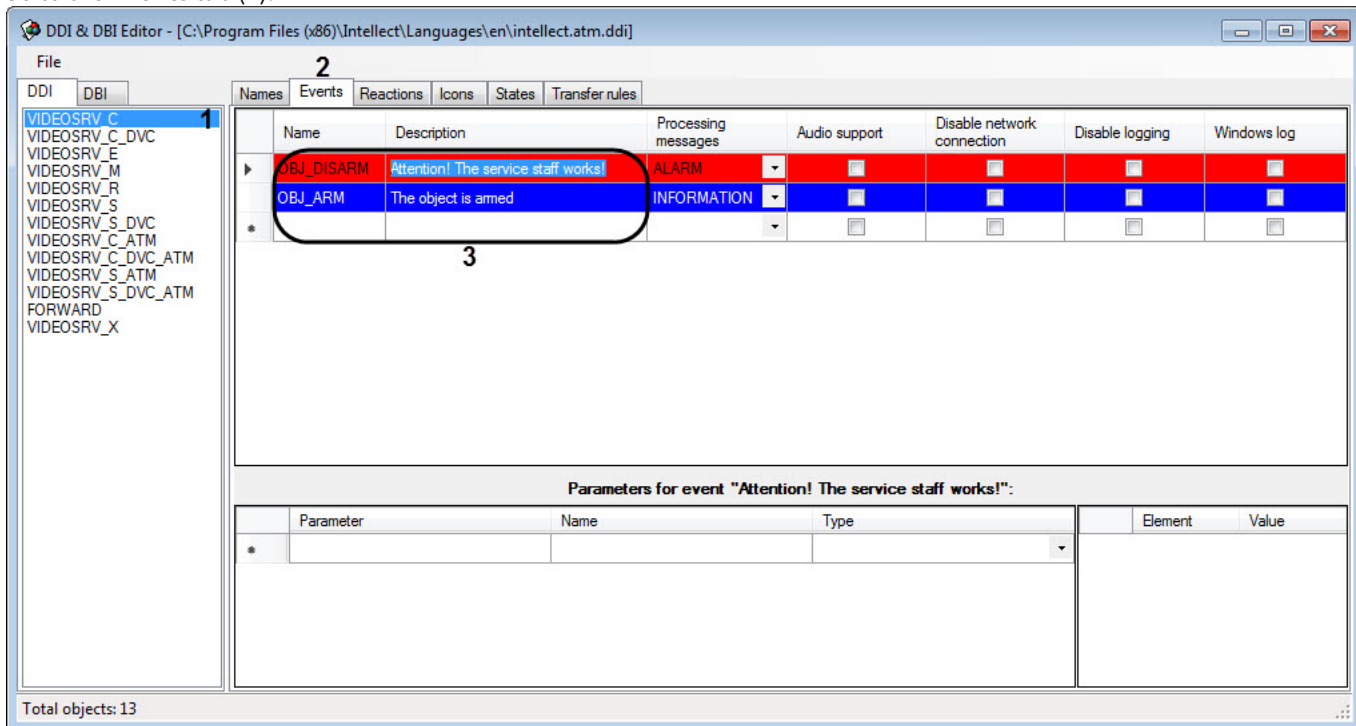 DDI & DBI Editor - [C:\Program Files (x86)\Intellect\Languages\en\intellect.atm.ddi]
File
2
DDI DBI
Names Events Reactions Icons States Transfer rules
VIDEOSRV_C 1
VIDEOSRV_C_DVC
VIDEOSRV_E
VIDEOSRV_M
VIDEOSRV_R
VIDEOSRV_S
VIDEOSRV_S_DVC
VIDEOSRV_C_ATM
VIDEOSRV_C_DVC_ATM
VIDEOSRV_S_ATM
VIDEOSRV_S_DVC_ATM
FORWARD
VIDEOSRV_X
Name Description Processing messages Audio support Disable network connection Disable logging Windows log
OBJ_DISARM Attention! The service staff works! ALARM
OBJ_ARM The object is armed INFORMATION
3
Parameters for event "Attention! The service staff works!":
Parameter Name Type Element Value
Total objects: 13